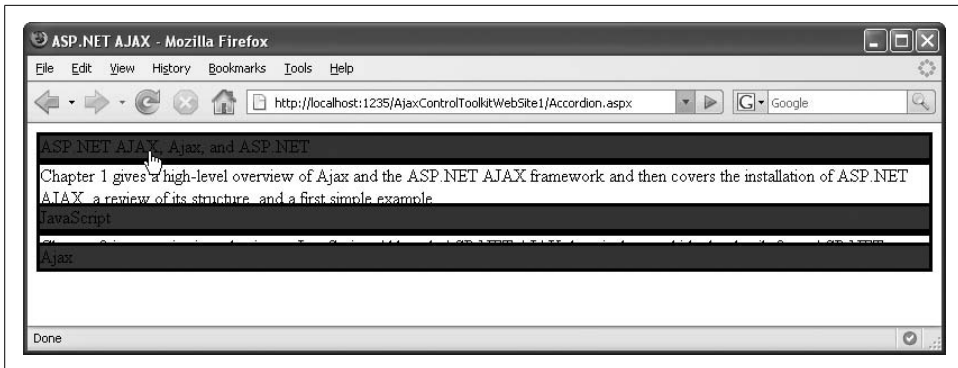 ASP.NET AJAX - Mozilla Firefox
File Edit View History Bookmarks Tools Help
http://localhost:1235/AjaxControlToolkitWebSite1/Accordion.aspx G Google
ASP.NET AJAX, Ajax, and ASP.NET
Chapter 1 gives a high-level overview of Ajax and the ASP.NET AJAX framework and then covers the installation of ASP.NET
AJAX, a review of its structure, and a first simple example.
JavaScript
Ajax
Done